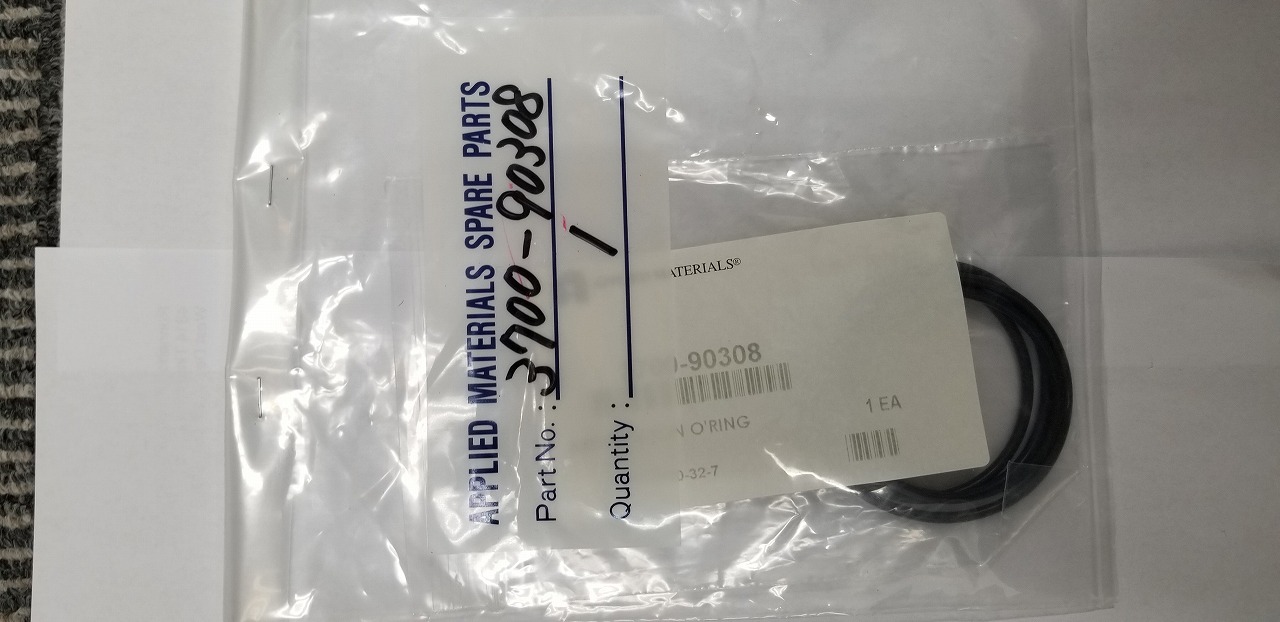 APPLIED MATERIALS SPARE PARTS
Part No. : 3700-90308
Quantity : 1
ATERIALS®
-90308
O'RING
1 EA
-32-7